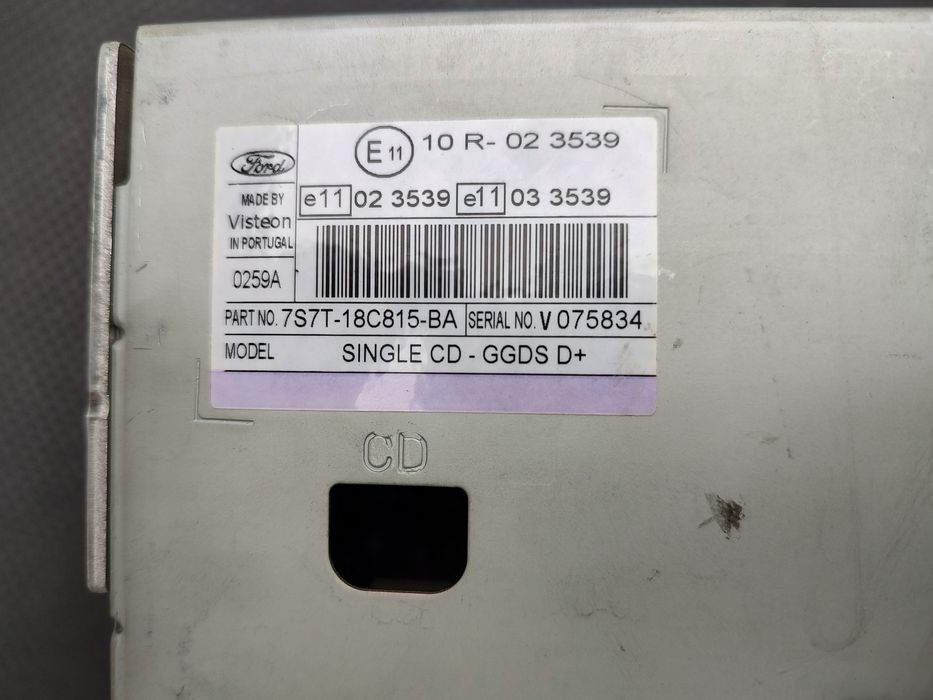 Ford
E 11 10 R- 02 3539
MADE BY
Visteon
IN PORTUGAL
e11 02 3539 e11 03 3539
0259A
PART NO. 7S7T-18C815-BA SERIAL NO. V 075834
MODEL SINGLE CD - GGDS D+
CD